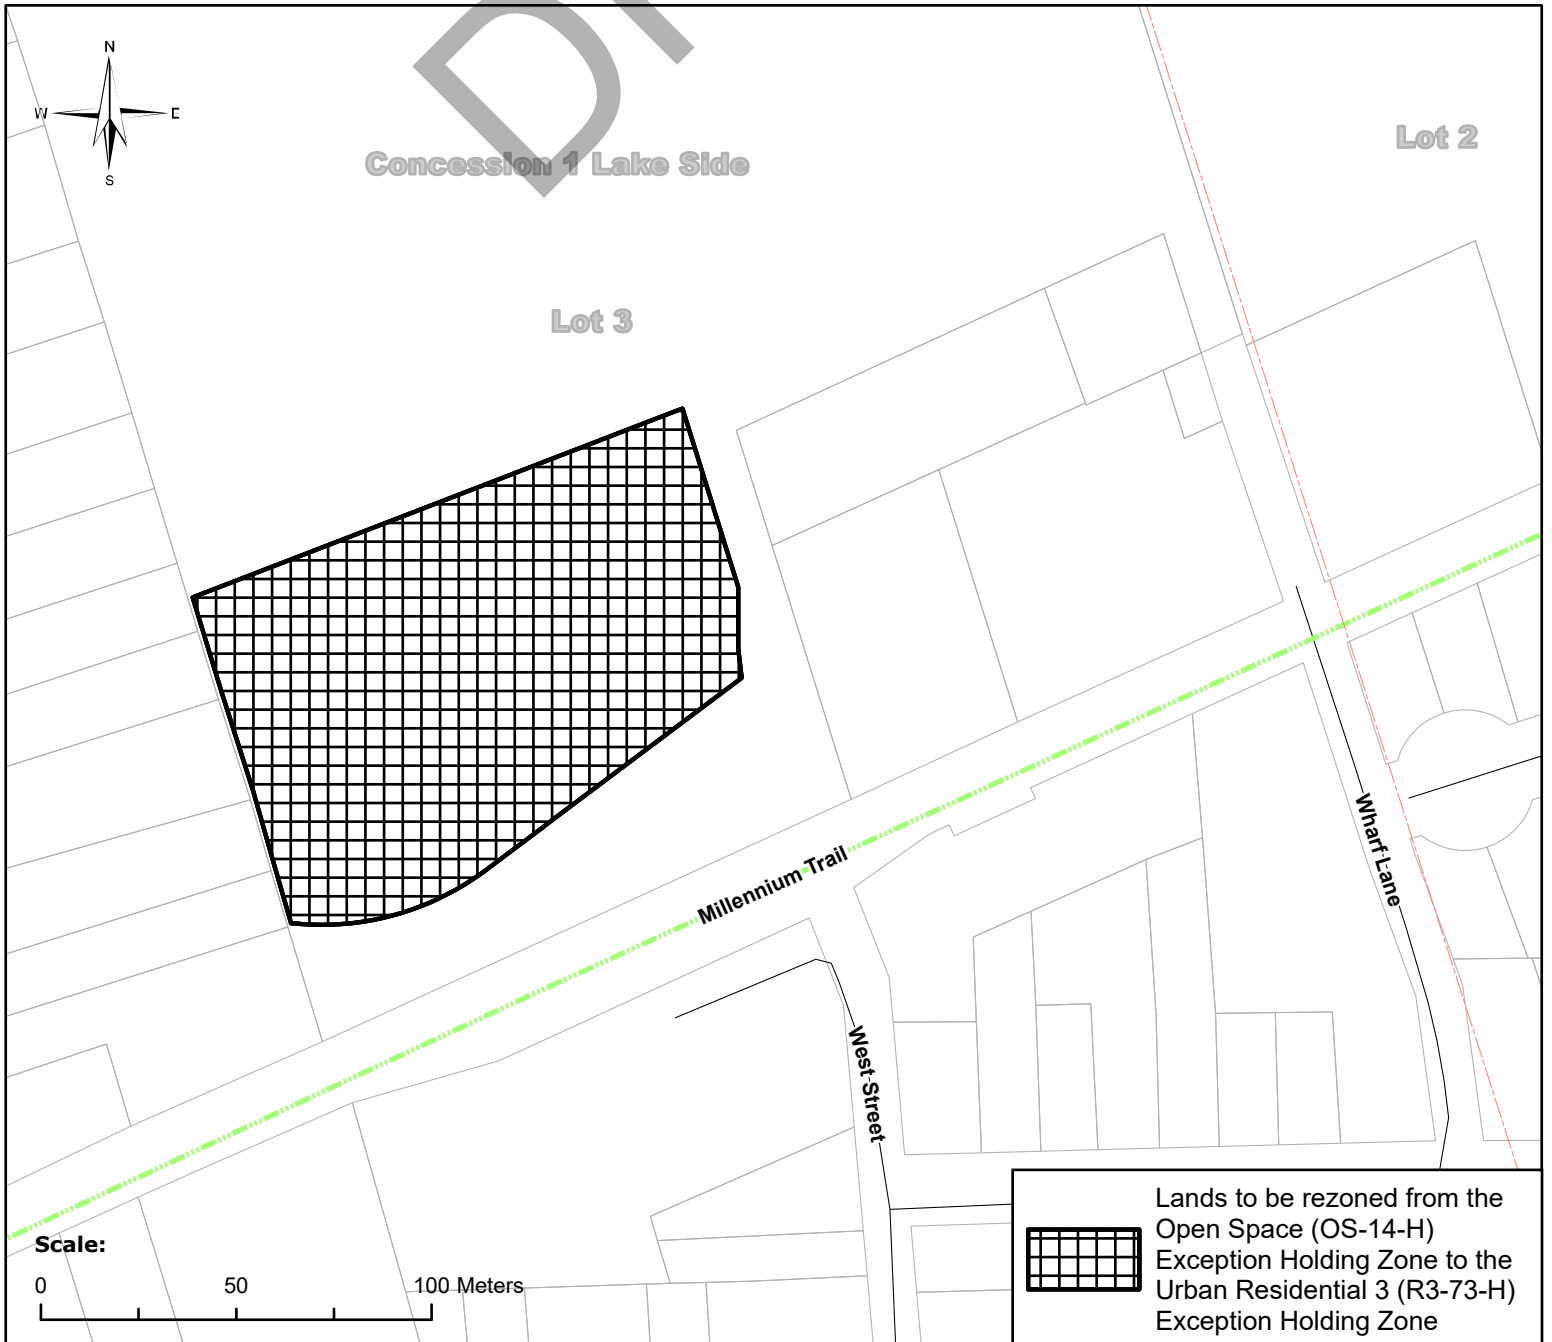 N
W E
S
Concession 1 Lake Side
Lot 2
Lot 3
Millennium Trail
Wharf Lane
West Street
Scale:
0 50 100 Meters
Lands to be rezoned from the
Open Space (OS-14-H)
Exception Holding Zone to the
Urban Residential 3 (R3-73-H)
Exception Holding Zone